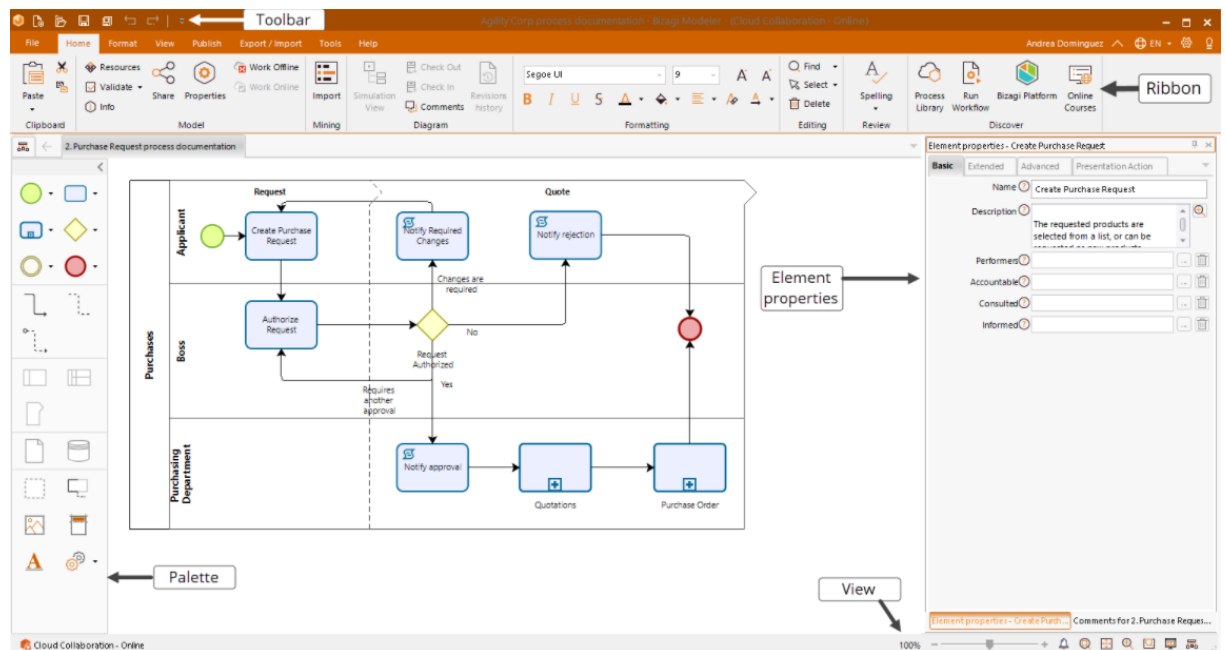 Toolbar
Agility Corp process documentation - Bizagi Modeler - (Cloud Collaboration - Online)
File Home Format View Publish Export / Import Tools Help
Andrea Dominguez EN
Paste
Clipboard
Resources
Validate
Info
Share
Properties
Work Offline
Work Online
Model
Import
Mining
Simulation View
Check Out
Check In
Comments
Revisions history
Diagram
Segoe UI 9
B I U S A
Formatting
Find
Select
Delete
Editing
Spelling
Review
Process Library
Run Workflow
Bizagi Platform
Online Courses
Discover
Ribbon
2.Purchase Request process documentation
Purchases
Applicant
Boss
Purchasing
Department
Request
Quote
Create Purchase
Request
Notify Required
Changes
Notify rejection
Changes are
required
Authorize
Request
No
Request
Authorized
Yes
Requires
another
approval
Notify approval
Quotations
Purchase Order
Element
properties
Element properties - Create Purchase Request
Basic Extended Advanced Presentation Action
Name Create Purchase Request
Description
The requested products are
selected from a list, or can be
requested as new products
Performers
Accountable
Consulted
Informed
Palette
View
Element properties - Create Purch... Comments for 2.Purchase Reques...
Cloud Collaboration - Online
100%